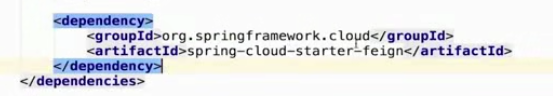 <dependency>
<groupId>org.springframework.cloud</groupId>
<artifactId>spring-cloud-starter-feign</artifactId>
</dependency>
</dependencies>